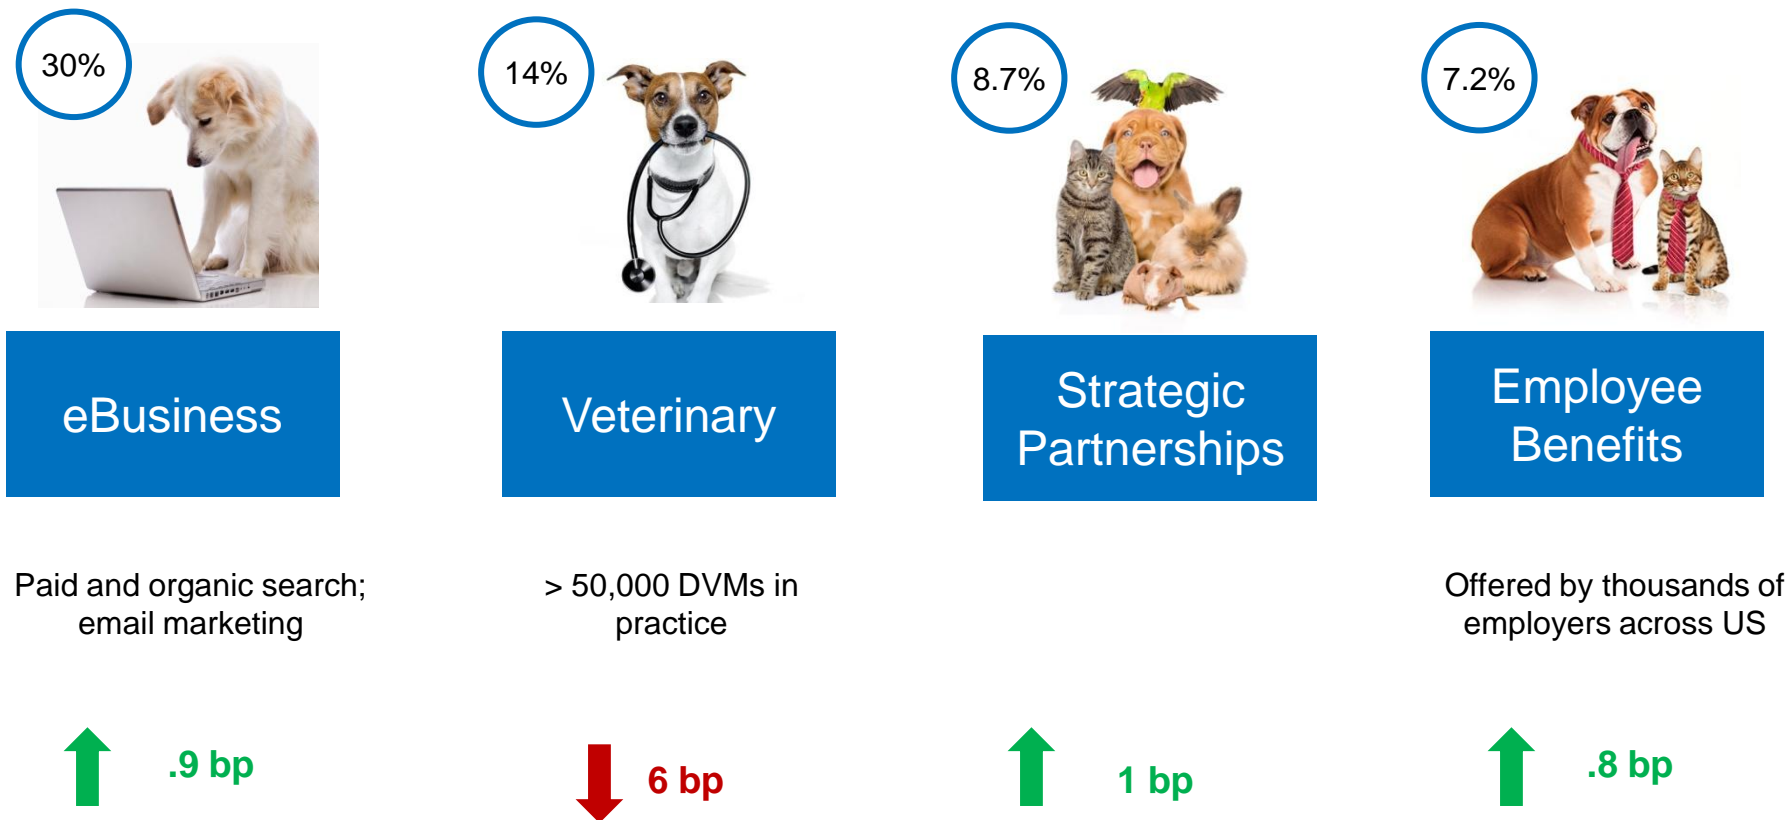 30%
14%
8.7%
7.2%
eBusiness
Veterinary
Strategic
Partnerships
Employee
Benefits
Paid and organic search;
email marketing
> 50,000 DVMs in
practice
Offered by thousands of
employers across US
.9 bp
6 bp
1 bp
.8 bp